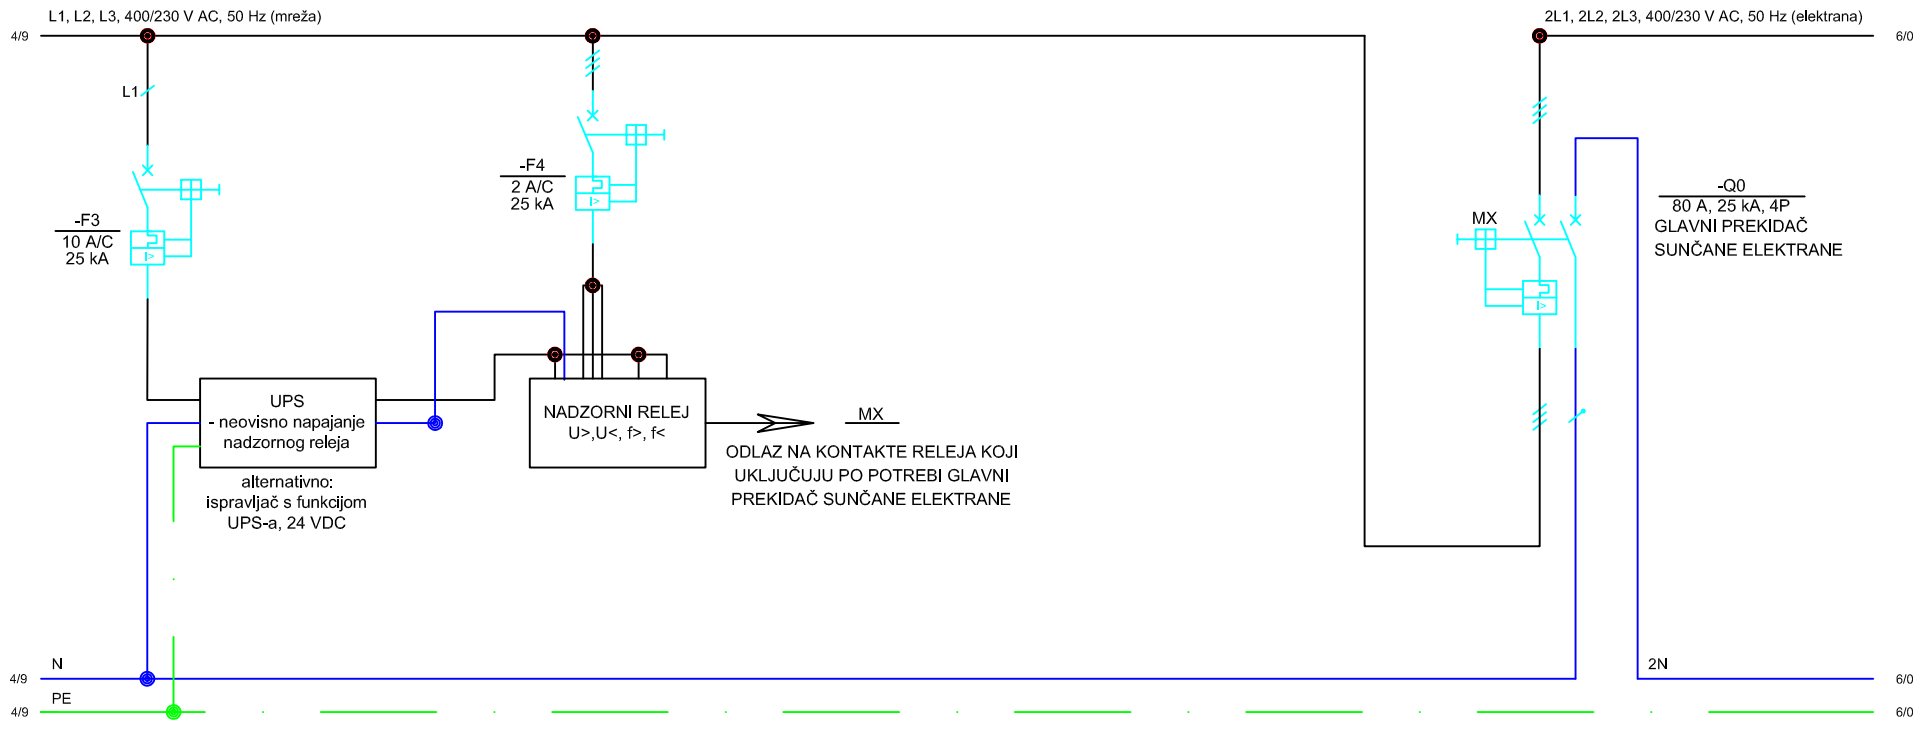 L1, L2, L3, 400/230 V AC, 50 Hz (mreža)
2L1, 2L2, 2L3, 400/230 V AC, 50 Hz (elektrana)
4/9
6/0
L1
-F3
10 A/C
25 kA
-F4
2 A/C
25 kA
MX
-Q0
80 A, 25 kA, 4P
GLAVNI PREKIDAČ
SUNČANE ELEKTRANE
I>
I>
I>
UPS
- neovisno napajanje
nadzornog releja
alternativno:
ispravljač s funkcijom
UPS-a, 24 VDC
NADZORNI RELEJ
U>,U<, f>, f<
MX
ODLAZ NA KONTAKTE RELEJA KOJI
UKLJUČUJU PO POTREBI GLAVNI
PREKIDAČ SUNČANE ELEKTRANE
N
2N
4/9
6/0
PE
4/9
6/0